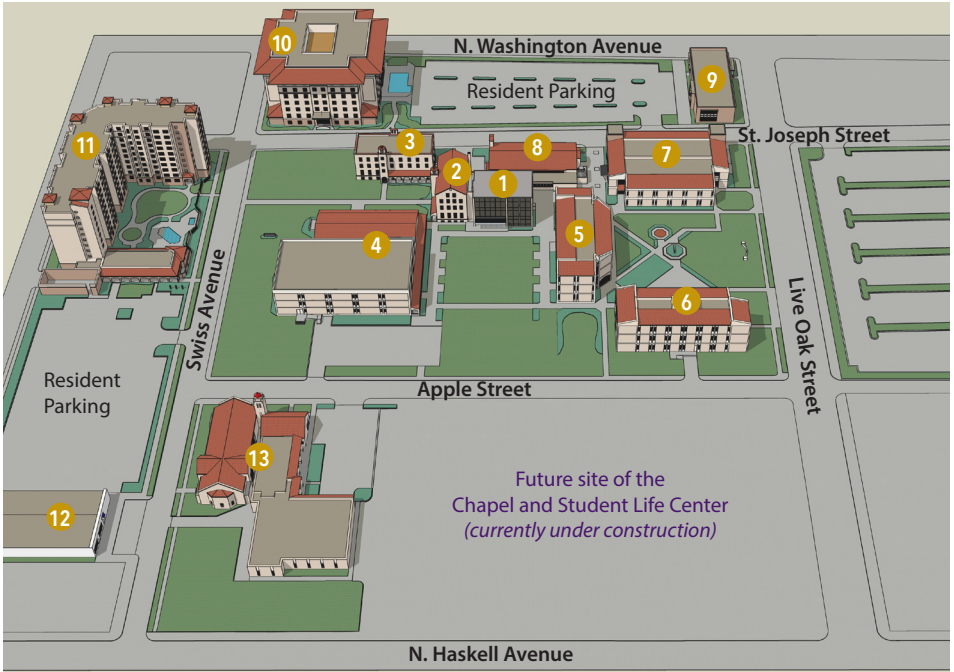 10
N. Washington Avenue
9
Resident Parking
11
3
8
7
St. Joseph Street
2
1
4
5
6
Swiss Avenue
Live Oak Street
Resident
Parking
Apple Street
13
Future site of the
Chapel and Student Life Center
(currently under construction)
12
N. Haskell Avenue